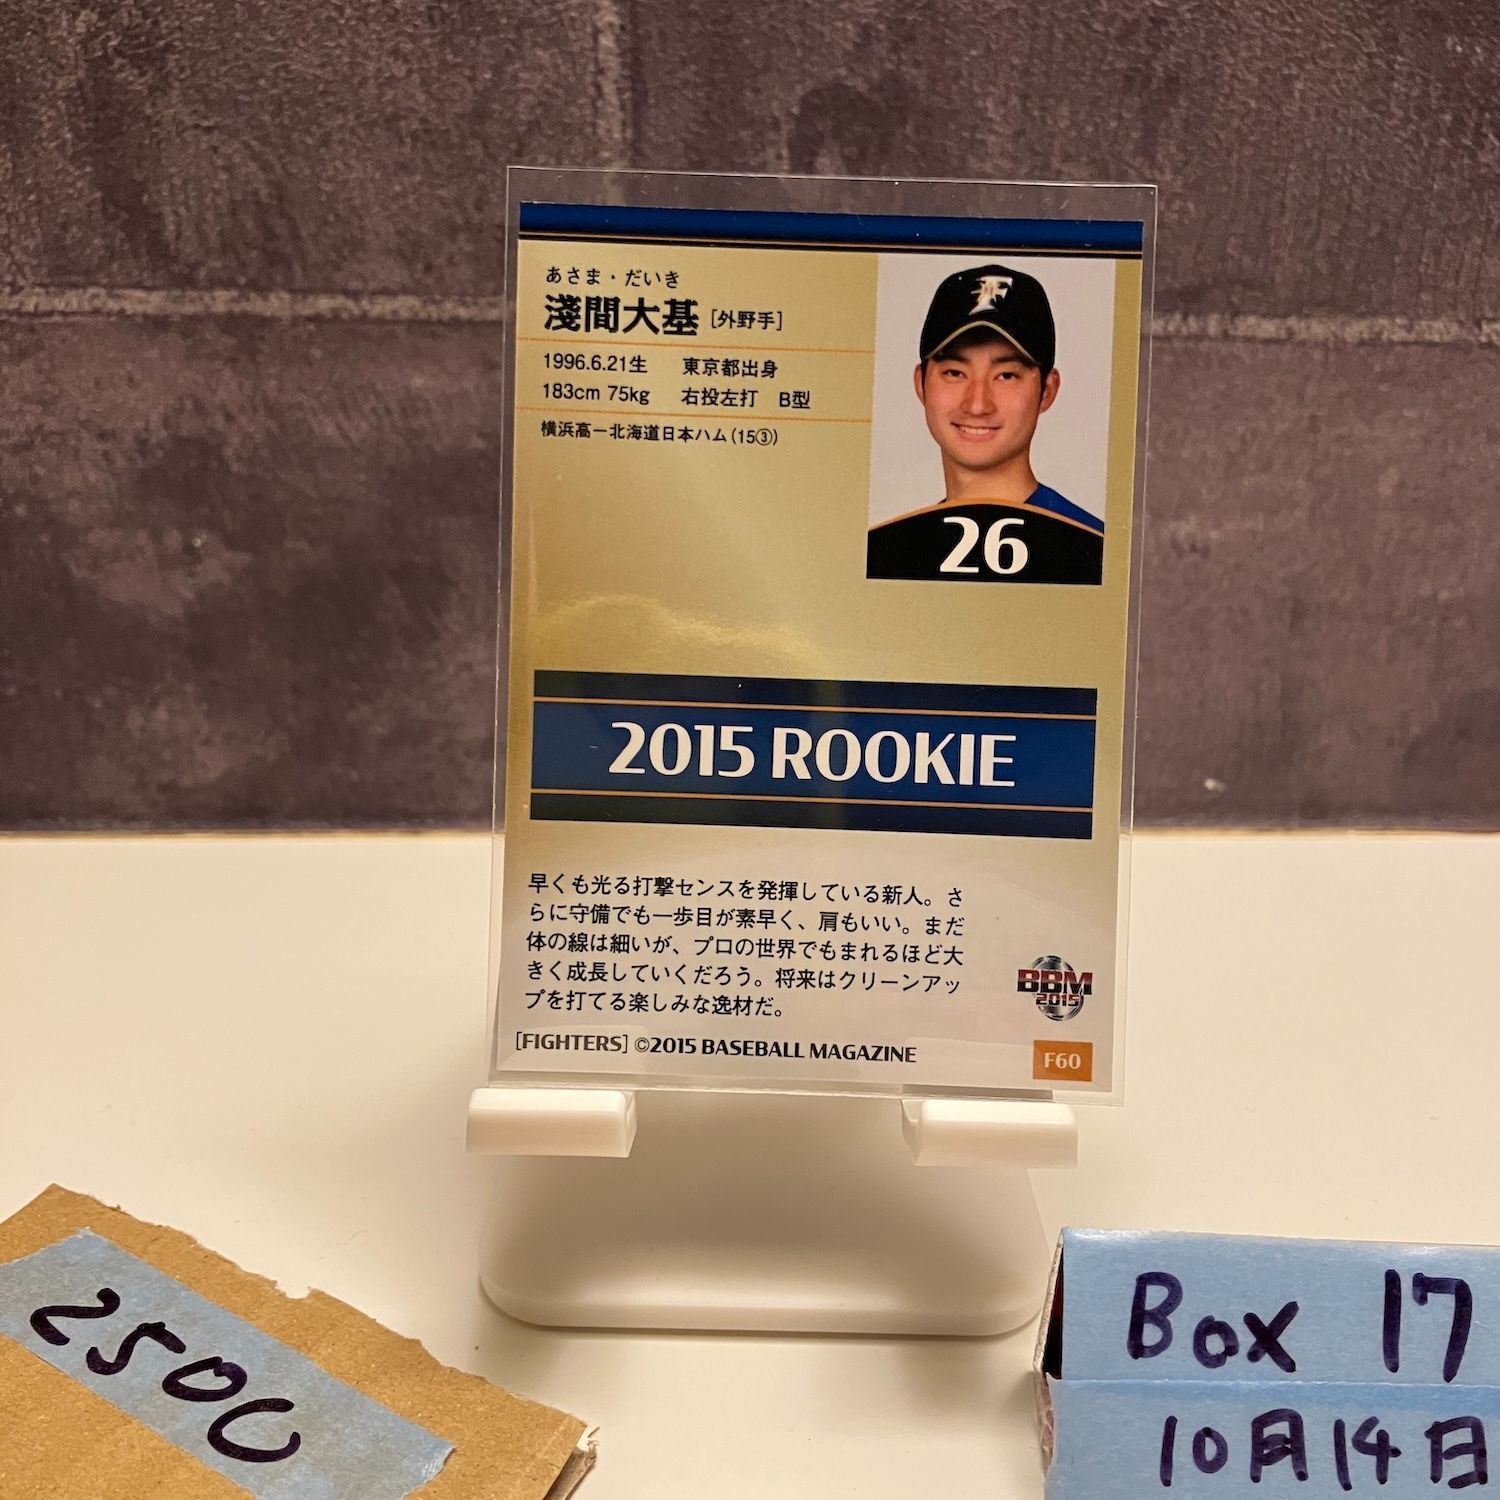 あさま・だいき
淺間大基 [外野手]
1996.6.21生 東京都出身
183cm 75kg 右投左打 B型
横浜高ー北海道日本ハム(15③)
F
26
2015 ROOKIE
早くも光る打撃センスを発揮している新人。さ
らに守備でも一歩目が素早く、肩もいい。まだ
体の線は細いが、プロの世界でもまれるほど大
きく成長していくだろう。将来はクリーンアッ
プを打てる楽しみな逸材だ。
BBM
2015
[FIGHTERS] ©2015 BASEBALL MAGAZINE
F60
2500
Box 17
10月14日